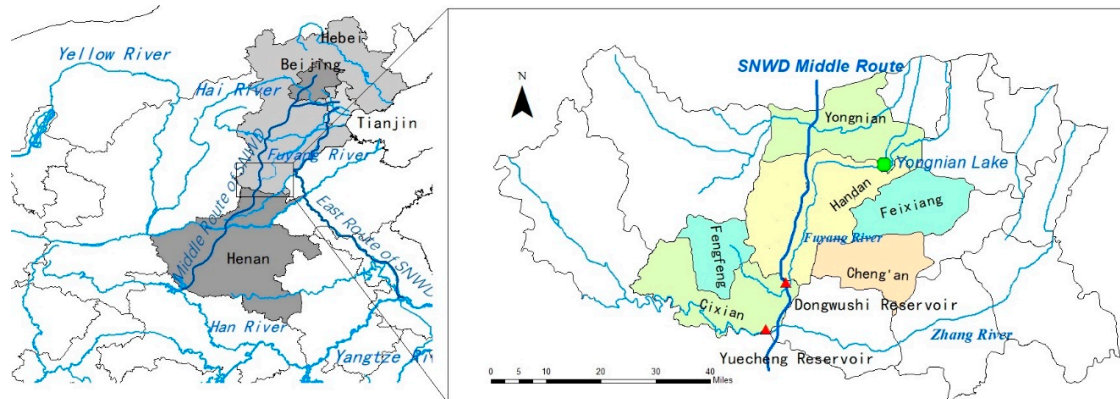 Yellow River
Hebei
Beijing
Hai River
Tianjin
Fuyang River
Middle Route of SNWD
East Route of SNWD
Henan
Han River
Yangtze Ri
N
SNWD Middle Route
Yongnian
Yongnian Lake
Handan
Feixiang
Fengfeng
Fuyang River
Cheng'an
Cixian
Dongwushi Reservoir
Zhang River
Yuecheng Reservoir
0 5 10 20 30 40
Miles